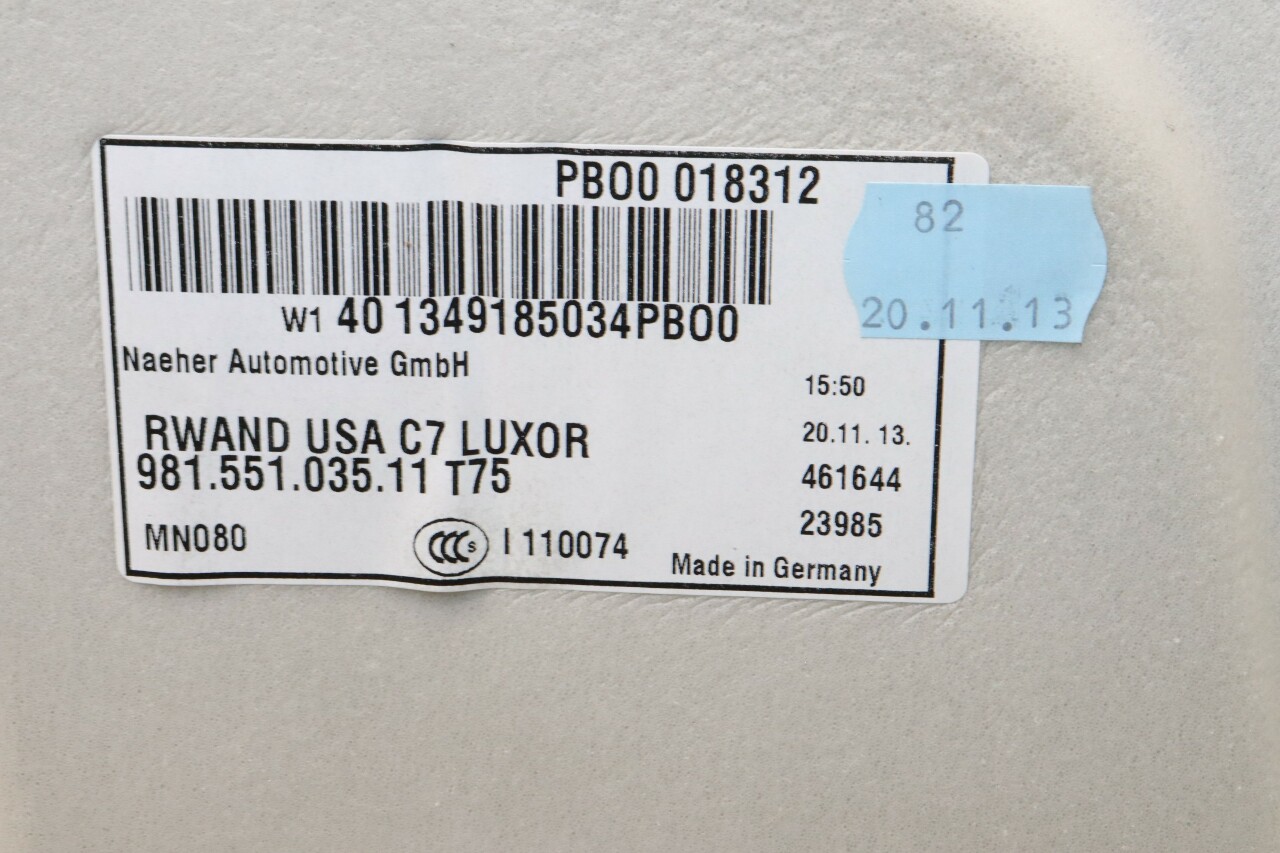 PBO0 018312
82
20.11.13
W1 40 1349185034PBO0
Naeher Automotive GmbH
15:50
RWAND USA C7 LUXOR
20.11. 13.
981.551.035.11 T75
461644
23985
MN080
CCC S I 110074
Made in Germany